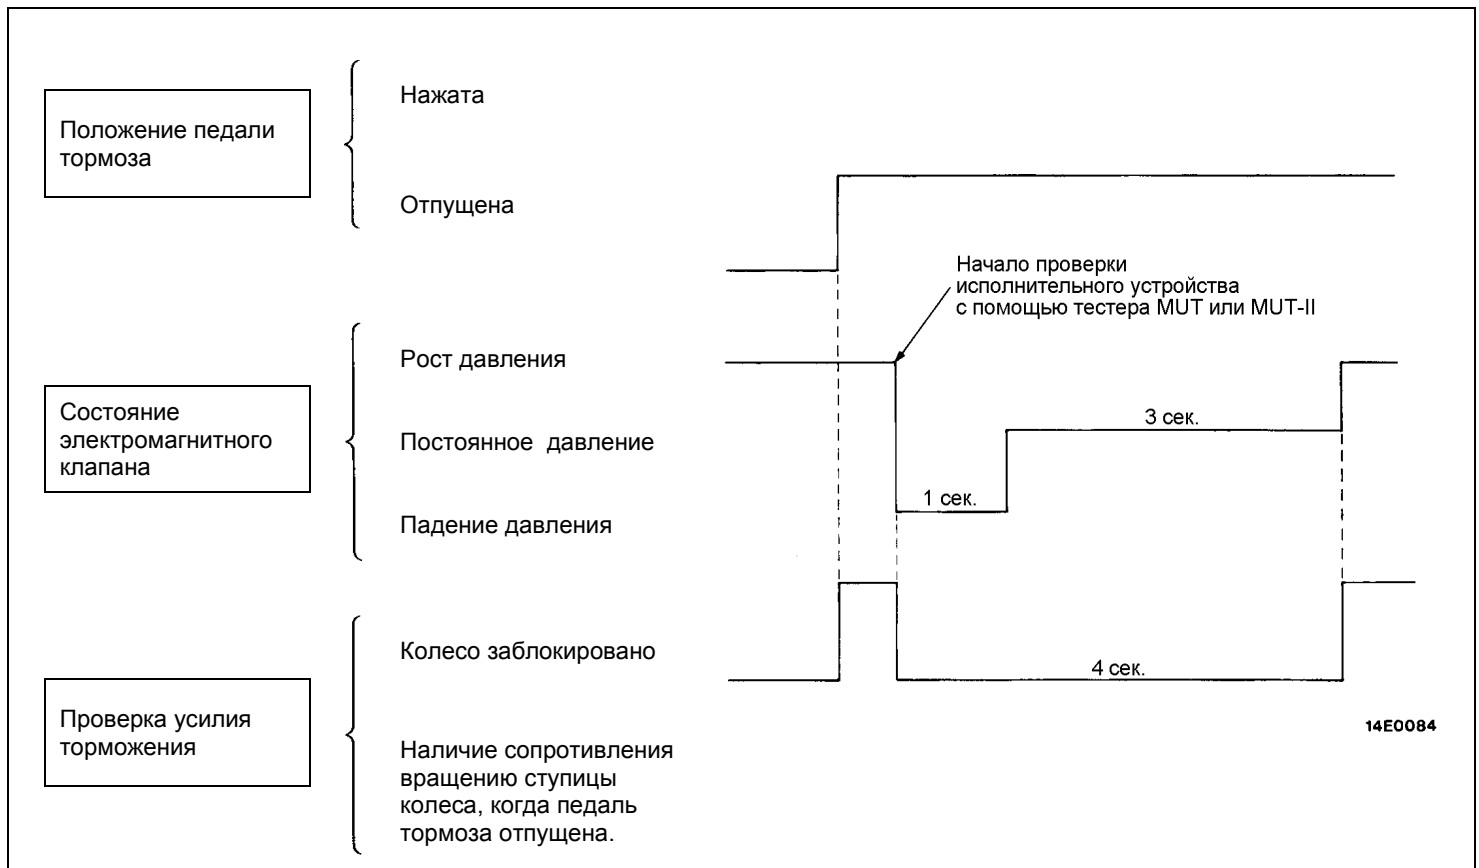 Положение педали
тормоза
Нажата
Отпущена
Начало проверки
исполнительного устройства
с помощью тестера MUT или MUT-II
Состояние
электромагнитного
клапана
Рост давления
Постоянное давление
Падение давления
3 сек.
1 сек.
Проверка усилия
торможения
Колесо заблокировано
Наличие сопротивления
вращению ступицы
колеса, когда педаль
тормоза отпущена.
4 сек.
14E0084